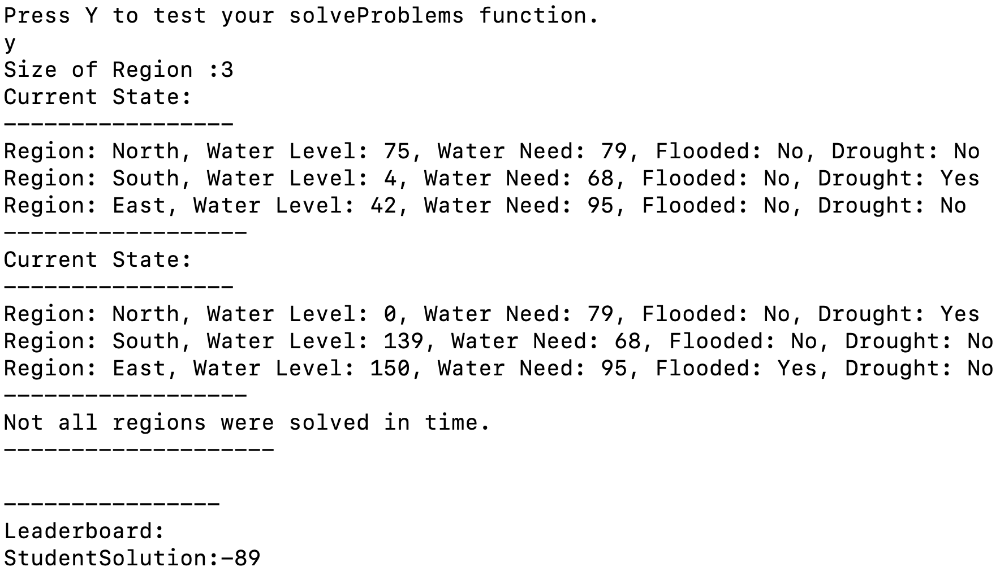 Press Y to test your solveProblems function.
y
Size of Region :3
Current State:
-----------------
Region: North, Water Level: 75, Water Need: 79, Flooded: No, Drought: No
Region: South, Water Level: 4, Water Need: 68, Flooded: No, Drought: Yes
Region: East, Water Level: 42, Water Need: 95, Flooded: No, Drought: No
------------------
Current State:
-----------------
Region: North, Water Level: 0, Water Need: 79, Flooded: No, Drought: Yes
Region: South, Water Level: 139, Water Need: 68, Flooded: No, Drought: No
Region: East, Water Level: 150, Water Need: 95, Flooded: Yes, Drought: No
------------------
Not all regions were solved in time.
--------------------
----------------
Leaderboard:
StudentSolution:-89